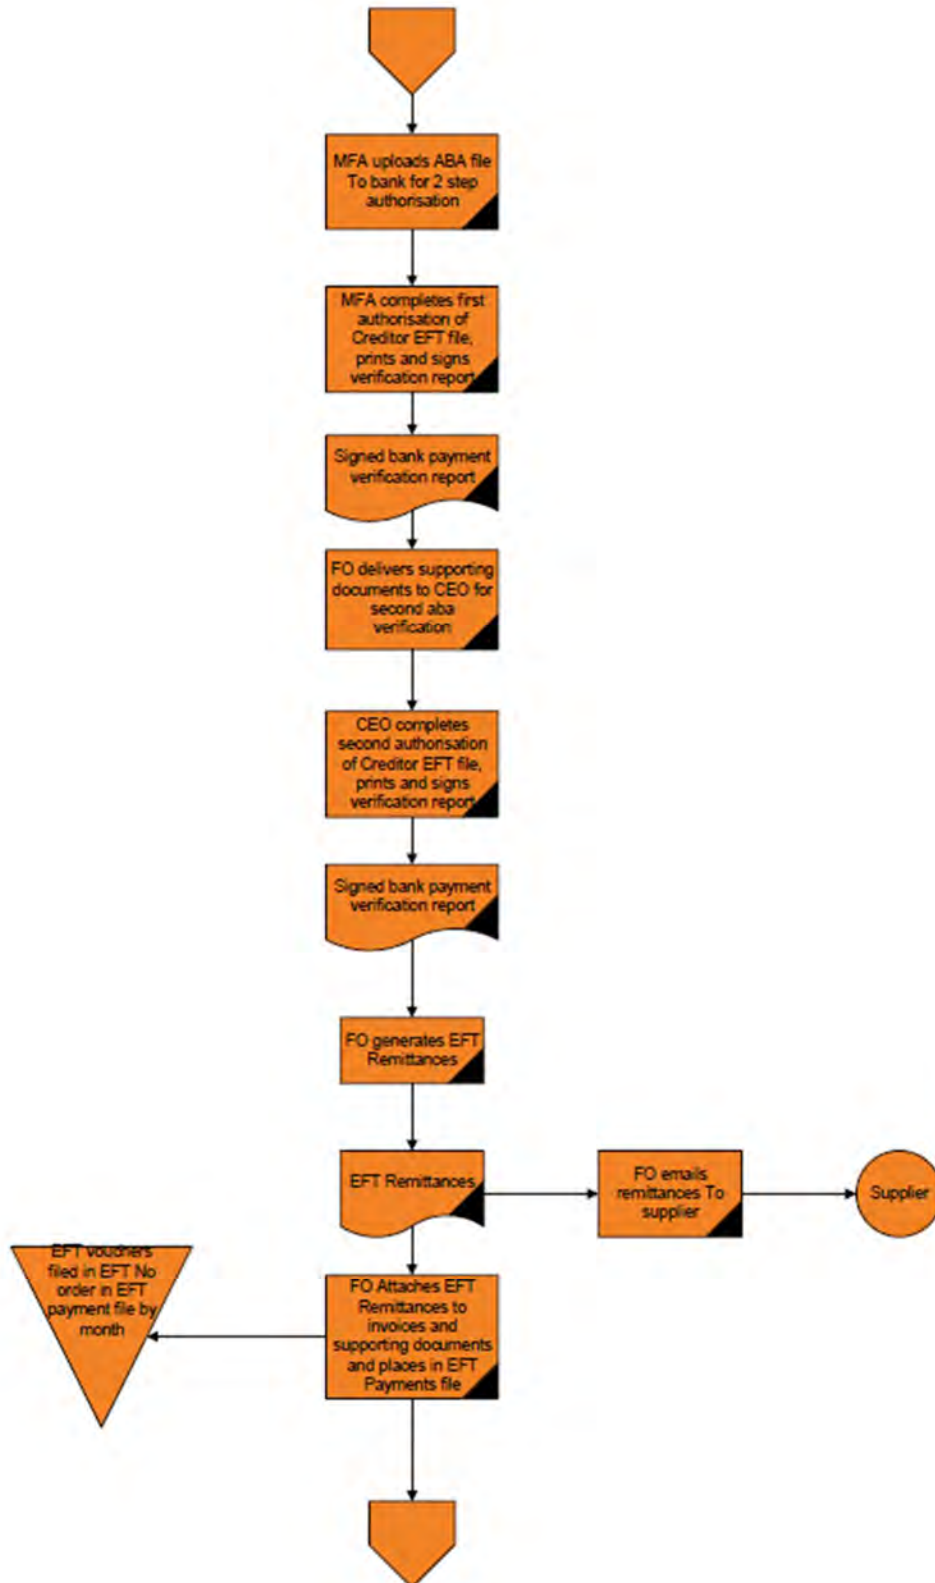 MFA uploads ABA file
To bank for 2 step
authorisation
MFA completes first
authorisation of
Creditor EFT file,
prints and signs
verification report
Signed bank payment
verification report
FO delivers supporting
documents to CEO for
second aba
verification
CEO completes
second authorisation
of Creditor EFT file,
prints and signs
verification report
Signed bank payment
verification report
FO generates EFT
Remittances
EFT Remittances
FO emails
remittances To
supplier
Supplier
EFT vouchers
filed in EFT No
order in EFT
payment file by
month
FO Attaches EFT
Remittances to
invoices and
supporting documents
and places in EFT
Payments file